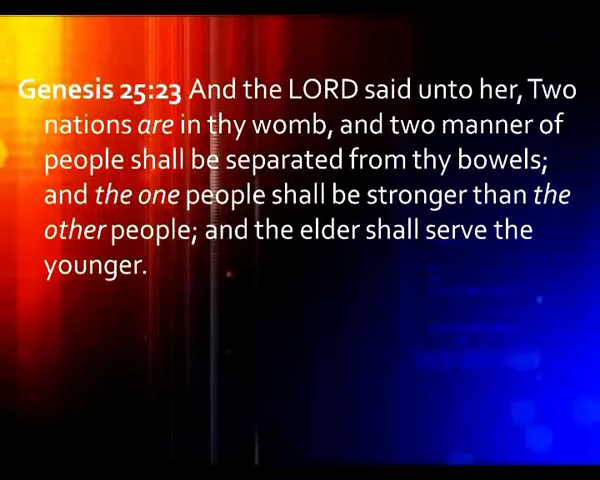 Genesis 25:23 And the LORD said unto her, Two
nations are in thy womb, and two manner of
people shall be separated from thy bowels;
and the one people shall be stronger than the
other people; and the elder shall serve the
younger.